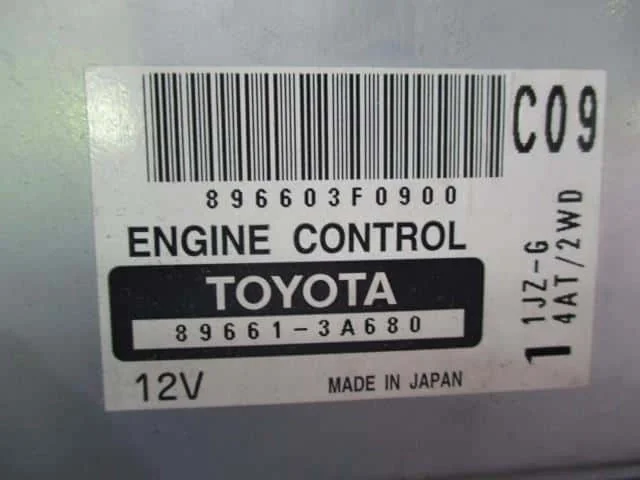 C09
896603F0900
ENGINE CONTROL
TOYOTA
89661-3A680
12V
MADE IN JAPAN
1
1JZ-G
4AT/2WD